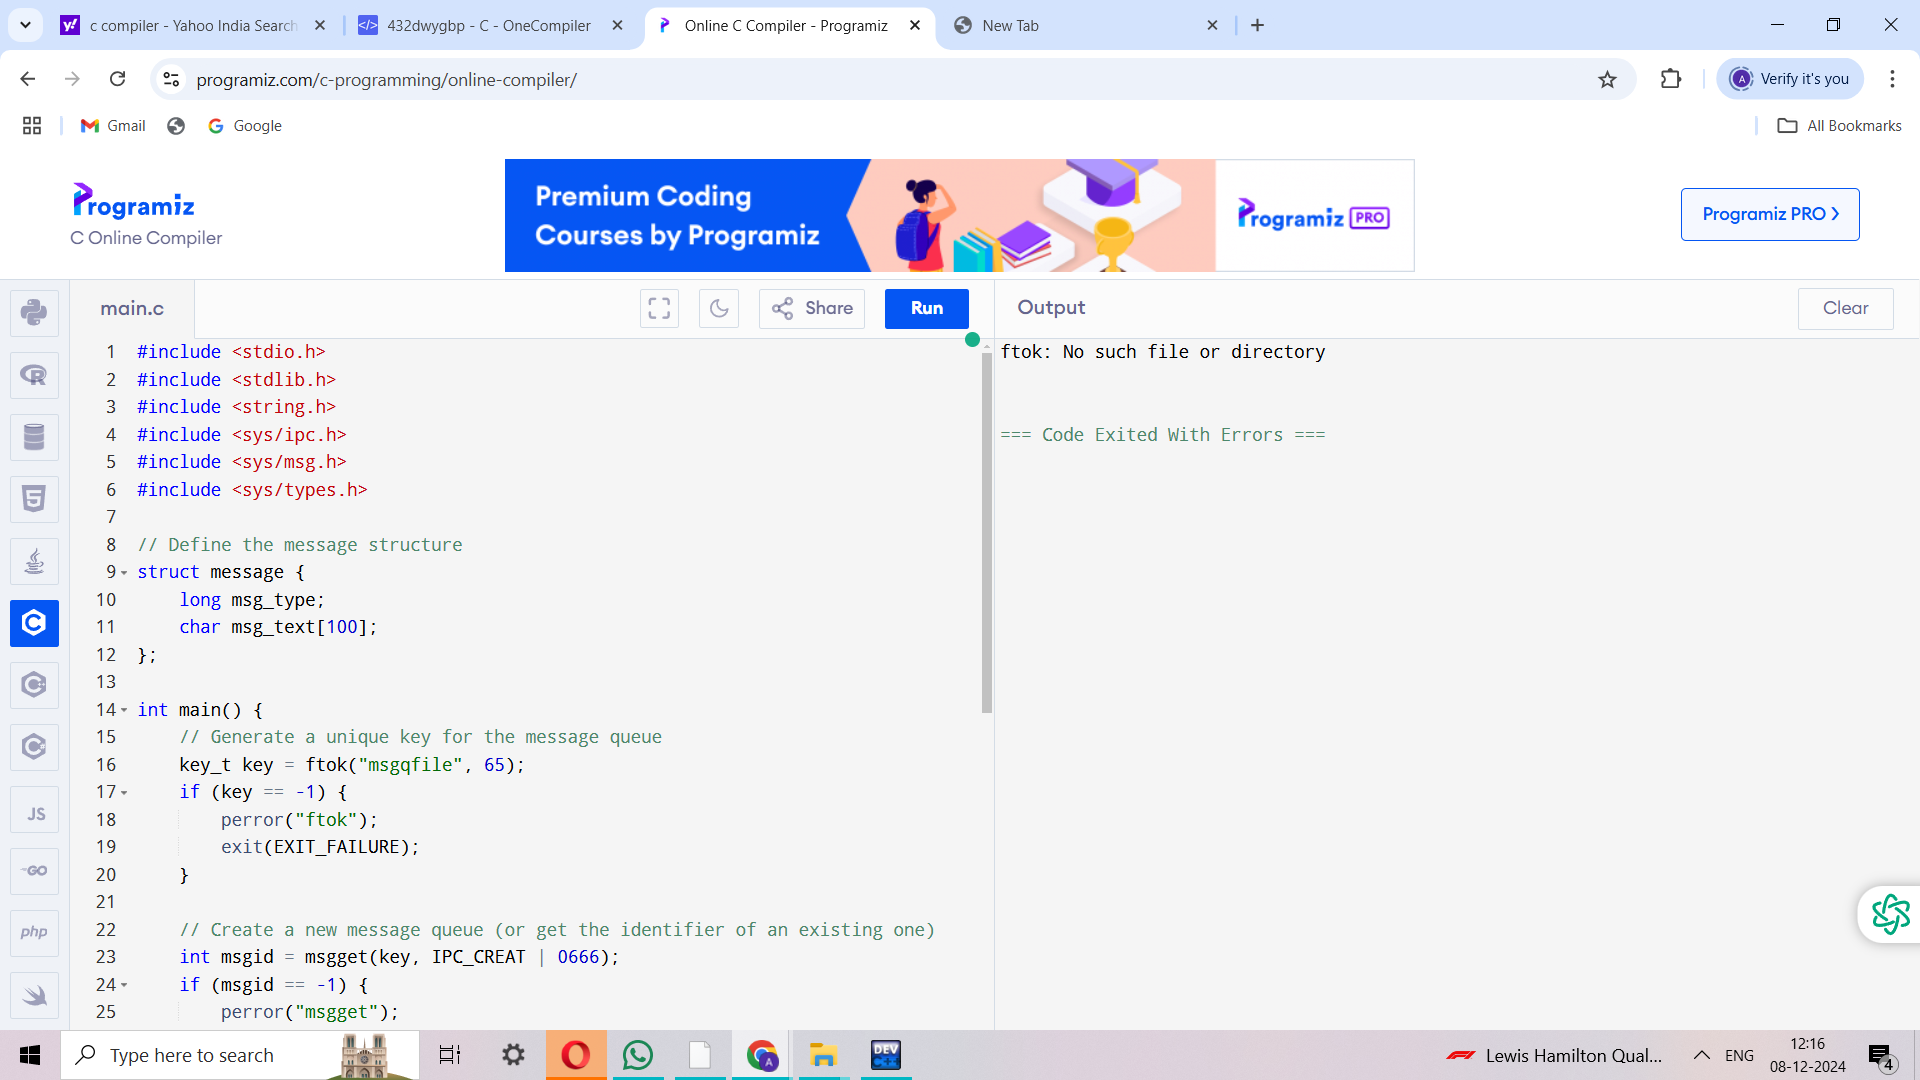 c compiler - Yahoo India Search
432dwygbp - C - OneCompiler
Online C Compiler - Programiz
New Tab
programiz.com/c-programming/online-compiler/
Verify it's you
Gmail
Google
All Bookmarks
Programiz
C Online Compiler
Premium Coding
Courses by Programiz
Programiz PRO
Programiz PRO ❯
main.c
Share
Run
Output
Clear
1 #include <stdio.h>
2 #include <stdlib.h>
3 #include <string.h>
4 #include <sys/ipc.h>
5 #include <sys/msg.h>
6 #include <sys/types.h>
7
8 // Define the message structure
9 struct message {
10     long msg_type;
11     char msg_text[100];
12 };
13
14 int main() {
15     // Generate a unique key for the message queue
16     key_t key = ftok("msgqfile", 65);
17     if (key == -1) {
18         perror("ftok");
19         exit(EXIT_FAILURE);
20     }
21
22     // Create a new message queue (or get the identifier of an existing one)
23     int msgid = msgget(key, IPC_CREAT | 0666);
24     if (msgid == -1) {
25         perror("msgget");
ftok: No such file or directory
=== Code Exited With Errors ===
R
5
C
C
C
JS
GO
php
Type here to search
DEV
Lewis Hamilton Qual...
ENG
12:16
08-12-2024
4